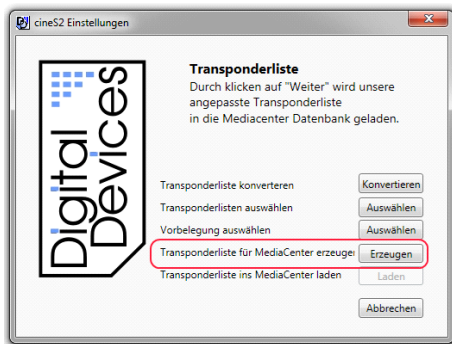 cineS2 Einstellungen
Digital
Devices
Transponderliste
Durch klicken auf "Weiter" wird unsere
angepasste Transponderliste
in die Mediacenter Datenbank geladen.
Transponderliste konverteren Konvertieren
Transponderlisten auswählen Auswählen
Vorbelegung auswählen Auswählen
Transponderliste für MediaCenter erzeuger Erzeugen
Transponderliste ins MediaCenter laden Laden
Abbrechen